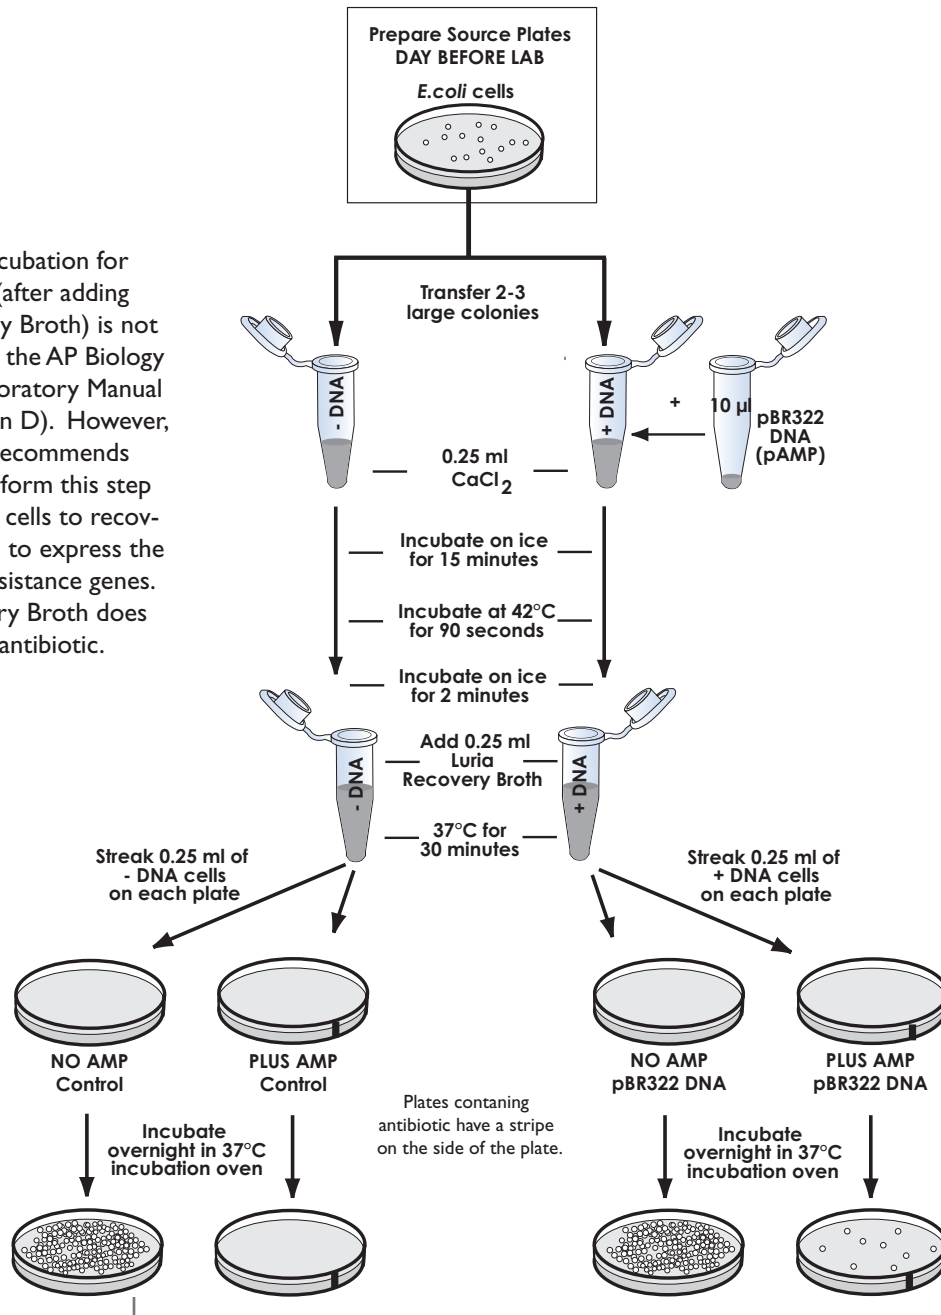 Prepare Source Plates
DAY BEFORE LAB
E.coli cells
cubation for
(after adding
y Broth) is not
the AP Biology
oratory Manual
n D). However,
ecommends
form this step
cells to recov-
to express the
sistance genes.
ry Broth does
antibiotic.
Transfer 2-3
large colonies
- DNA
+ DNA
+
10 µl
pBR322
DNA
(pAMP)
0.25 ml
CaCl2
Incubate on ice
for 15 minutes
Incubate at 42°C
for 90 seconds
Incubate on ice
for 2 minutes
- DNA
Add 0.25 ml
Luria
Recovery Broth
+ DNA
37°C for
30 minutes
Streak 0.25 ml of
- DNA cells
on each plate
Streak 0.25 ml of
+ DNA cells
on each plate
NO AMP
Control
PLUS AMP
Control
NO AMP
pBR322 DNA
PLUS AMP
pBR322 DNA
Plates contaning
antibiotic have a stripe
on the side of the plate.
Incubate
overnight in 37°C
incubation oven
Incubate
overnight in 37°C
incubation oven